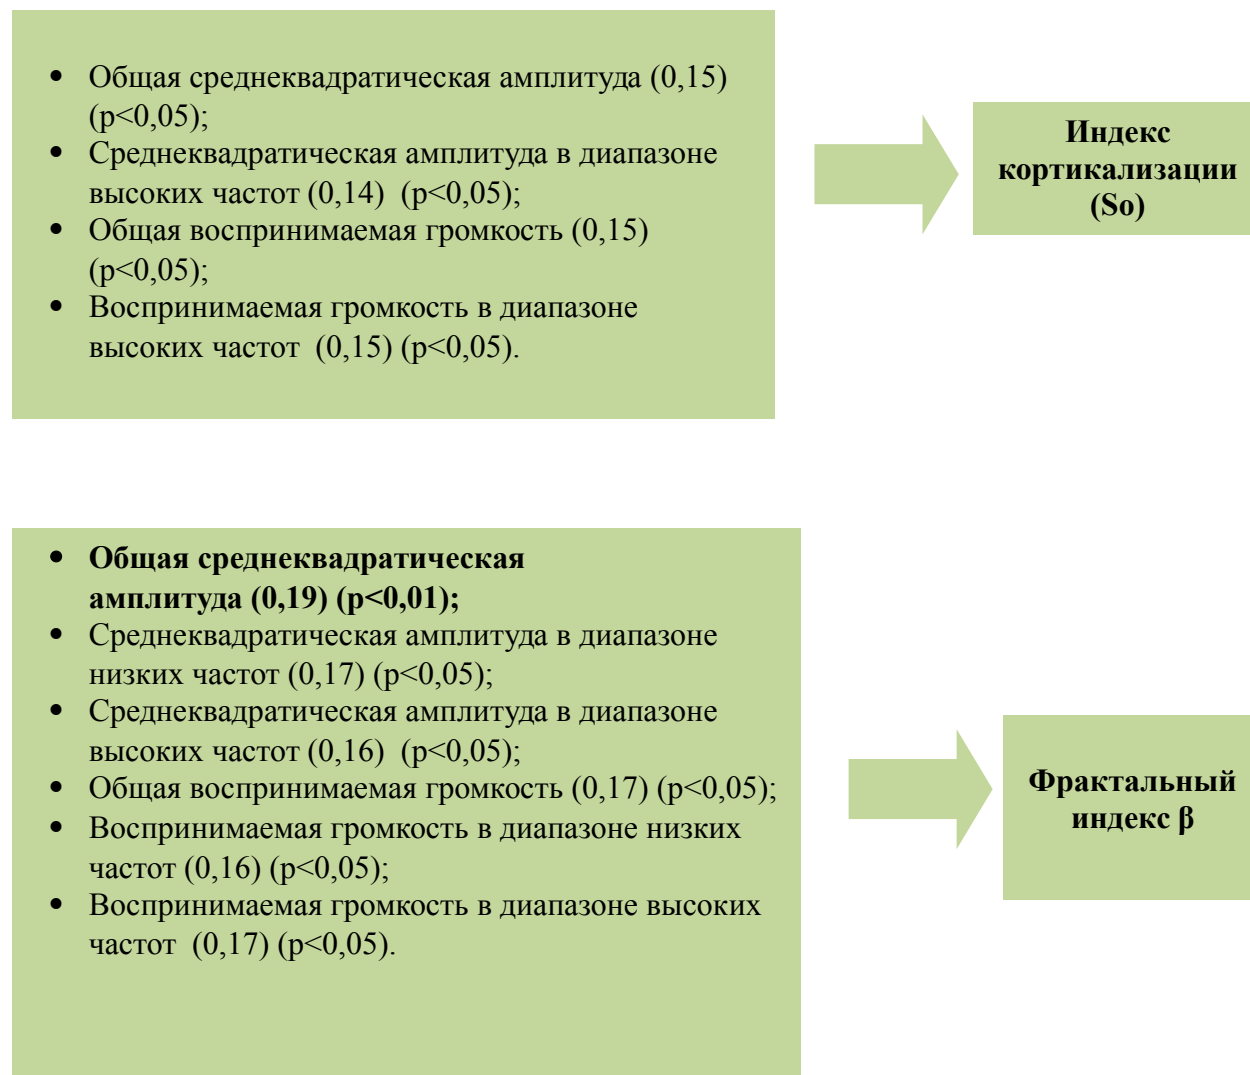 • Общая среднеквадратическая амплитуда (0,15)
(p<0,05);
• Среднеквадратическая амплитуда в диапазоне
высоких частот (0,14)  (p<0,05);
• Общая воспринимаемая громкость (0,15)
(p<0,05);
• Воспринимаемая громкость в диапазоне
высоких частот  (0,15) (p<0,05).
Индекс
кортикализации
(So)
• Общая среднеквадратическая
амплитуда (0,19) (p<0,01);
• Среднеквадратическая амплитуда в диапазоне
низких частот (0,17) (p<0,05);
• Среднеквадратическая амплитуда в диапазоне
высоких частот (0,16)  (p<0,05);
• Общая воспринимаемая громкость (0,17) (p<0,05);
• Воспринимаемая громкость в диапазоне низких
частот (0,16) (p<0,05);
• Воспринимаемая громкость в диапазоне высоких
частот  (0,17) (p<0,05).
Фрактальный
индекс β